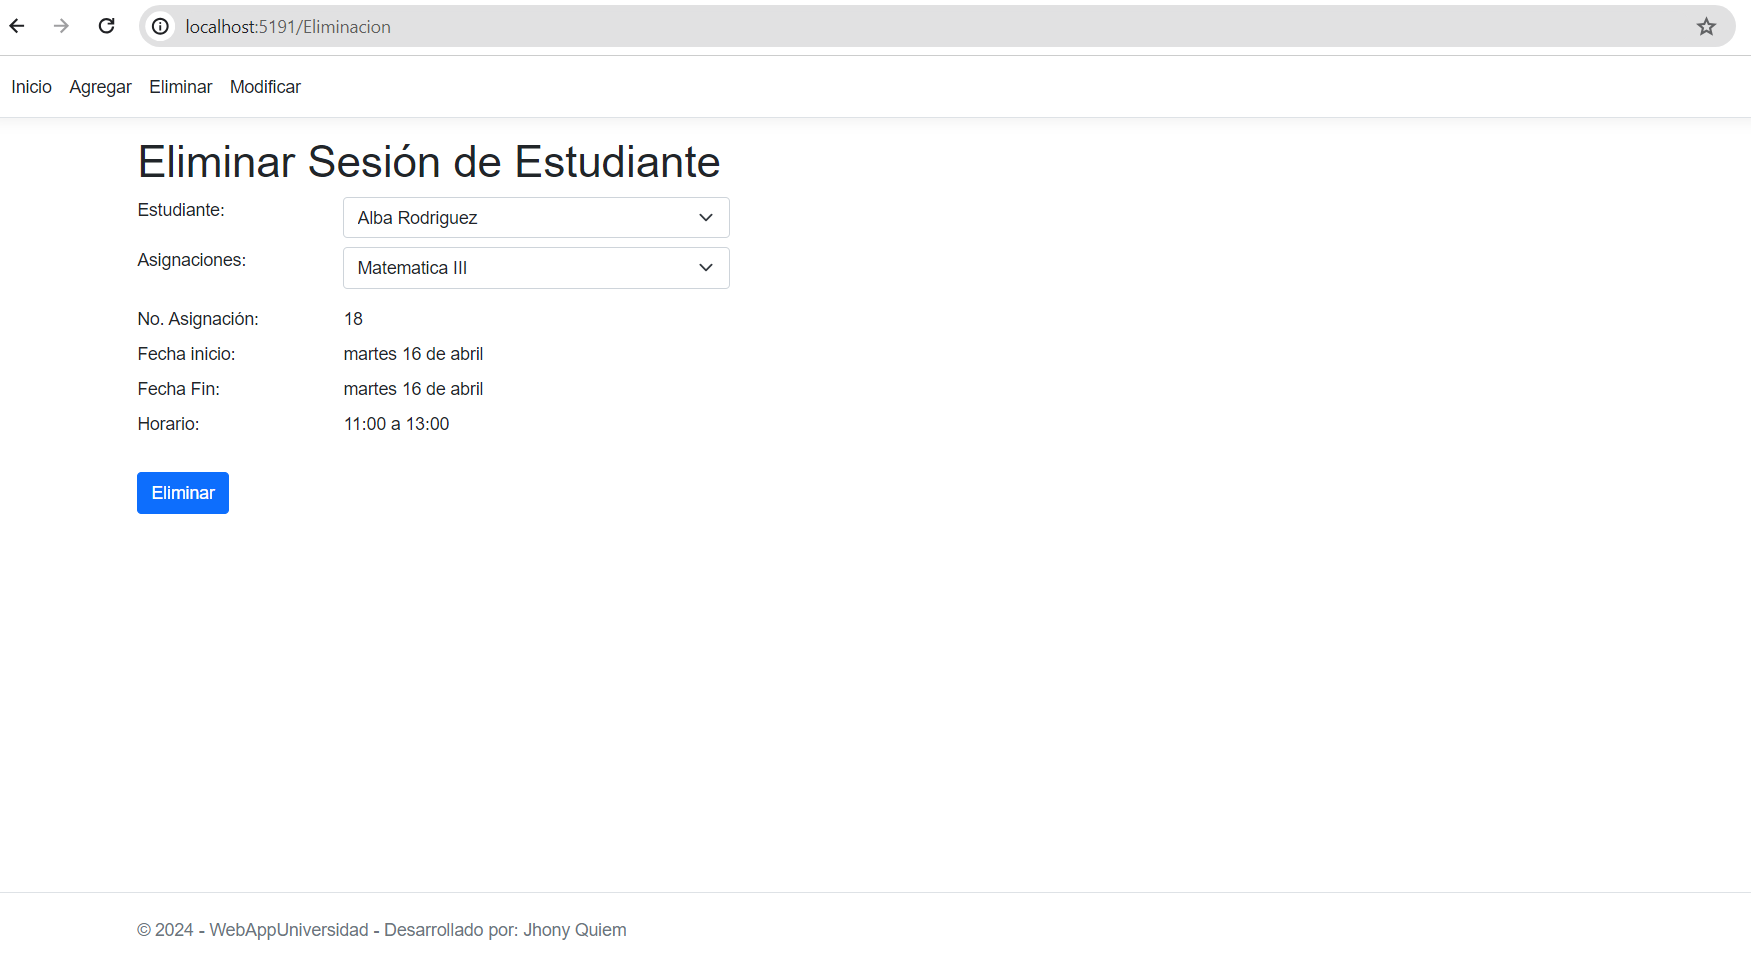 localhost:5191/Eliminacion
Inicio Agregar Eliminar Modificar
Eliminar Sesión de Estudiante
Estudiante: Alba Rodriguez
Asignaciones: Matematica III
No. Asignación: 18
Fecha inicio: martes 16 de abril
Fecha Fin: martes 16 de abril
Horario: 11:00 a 13:00
Eliminar
© 2024 - WebAppUniversidad - Desarrollado por: Jhony Quiem